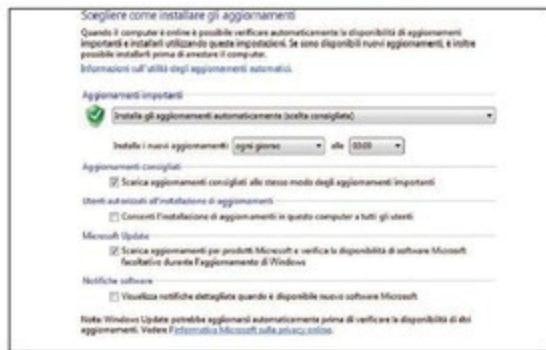 Scegliere come installare gli aggiornamenti
Quando il computer è online è possibile verificare automaticamente la disponibilità di aggiornamenti
importanti e installarli utilizzando queste impostazioni. Se sono disponibili nuovi aggiornamenti, è inoltre
possibile installarli prima di arrestare il computer.
Informazioni sull'utilità degli aggiornamenti automatici.
Aggiornamenti importanti
Installa gli aggiornamenti automaticamente (scelta consigliata)
Installa i nuovi aggiornamenti: ogni giorno alle 03:00
Aggiornamenti consigliati
Scarica aggiornamenti consigliati allo stesso modo degli aggiornamenti importanti
Utenti autorizzati all'installazione di aggiornamenti
Consenti l'installazione di aggiornamenti in questo computer a tutti gli utenti
Microsoft Update
Scarica aggiornamenti per prodotti Microsoft e verifica la disponibilità di software Microsoft
facoltativo durante l'aggiornamento di Windows
Notifiche software
Visualizza notifiche dettagliate quando è disponibile nuovo software Microsoft
Nota: Windows Update potrebbe aggiornarsi automaticamente prima di verificare la disponibilità di altri
aggiornamenti. Vedere l'informativa Microsoft sulla privacy online.